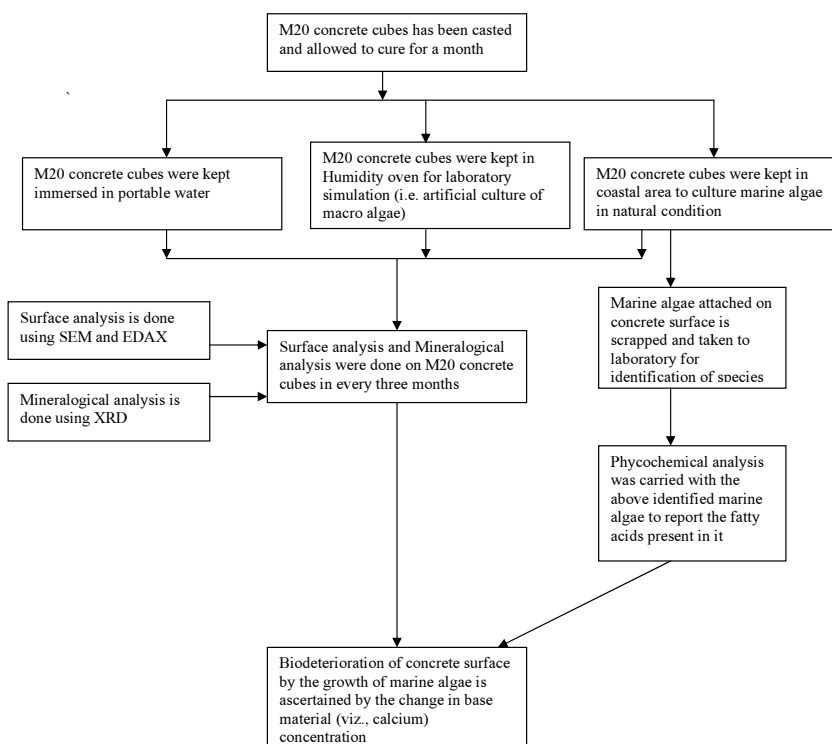 M20 concrete cubes has been casted
and allowed to cure for a month
`
M20 concrete cubes were kept
immersed in portable water
M20 concrete cubes were kept in
Humidity oven for laboratory
simulation (i.e. artificial culture of
macro algae)
M20 concrete cubes were kept in
coastal area to culture marine algae
in natural condition
Surface analysis is done
using SEM and EDAX
Mineralogical analysis is
done using XRD
Surface analysis and Mineralogical
analysis were done on M20 concrete
cubes in every three months
Marine algae attached on
concrete surface is
scrapped and taken to
laboratory for
identification of species
Phycochemical analysis
was carried with the
above identified marine
algae to report the fatty
acids present in it
Biodeterioration of concrete surface
by the growth of marine algae is
ascertained by the change in base
material (viz., calcium)
concentration